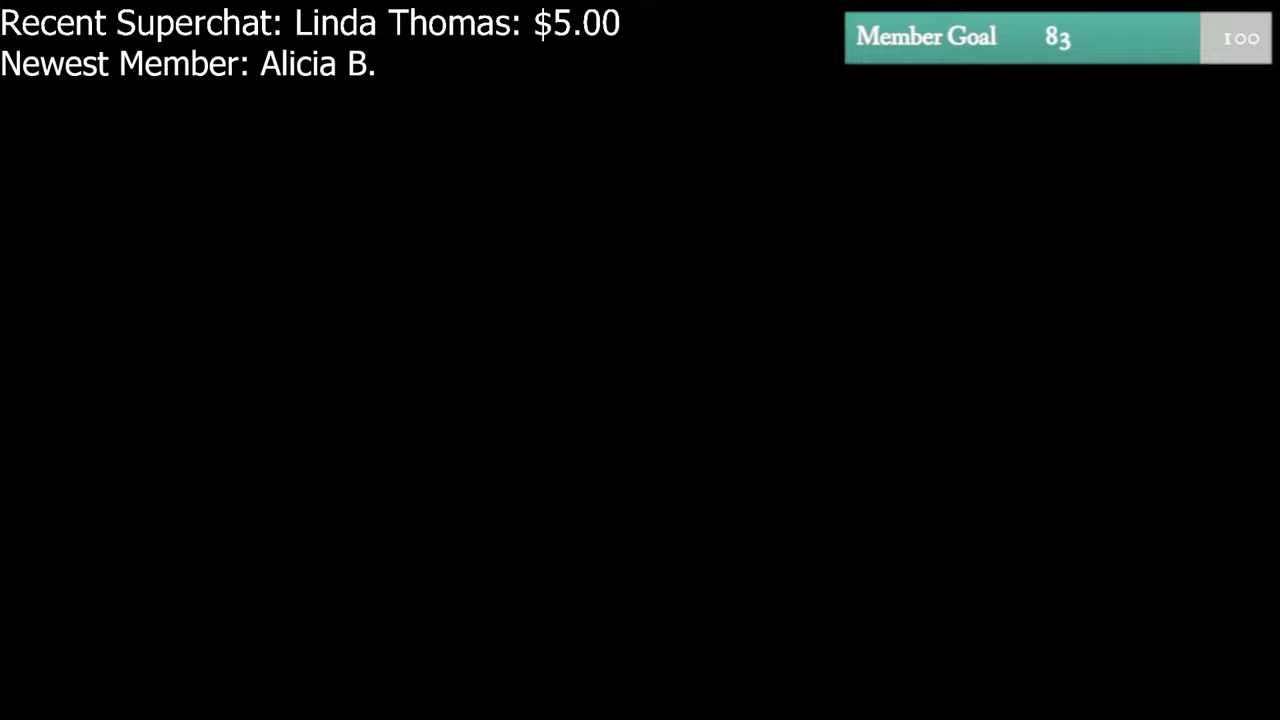 Recent Superchat: Linda Thomas: $5.00
Newest Member: Alicia B.
Member Goal 83 100